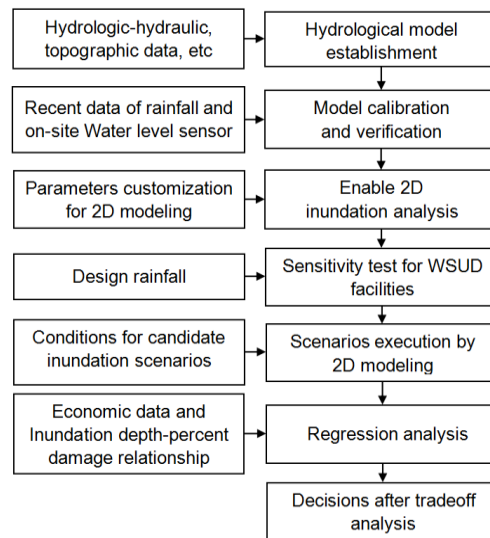 Hydrologic-hydraulic,
topographic data, etc
Hydrological model
establishment
Recent data of rainfall and
on-site Water level sensor
Model calibration
and verification
Parameters customization
for 2D modeling
Enable 2D
inundation analysis
Design rainfall
Sensitivity test for WSUD
facilities
Conditions for candidate
inundation scenarios
Scenarios execution by
2D modeling
Economic data and
Inundation depth-percent
damage relationship
Regression analysis
Decisions after tradeoff
analysis